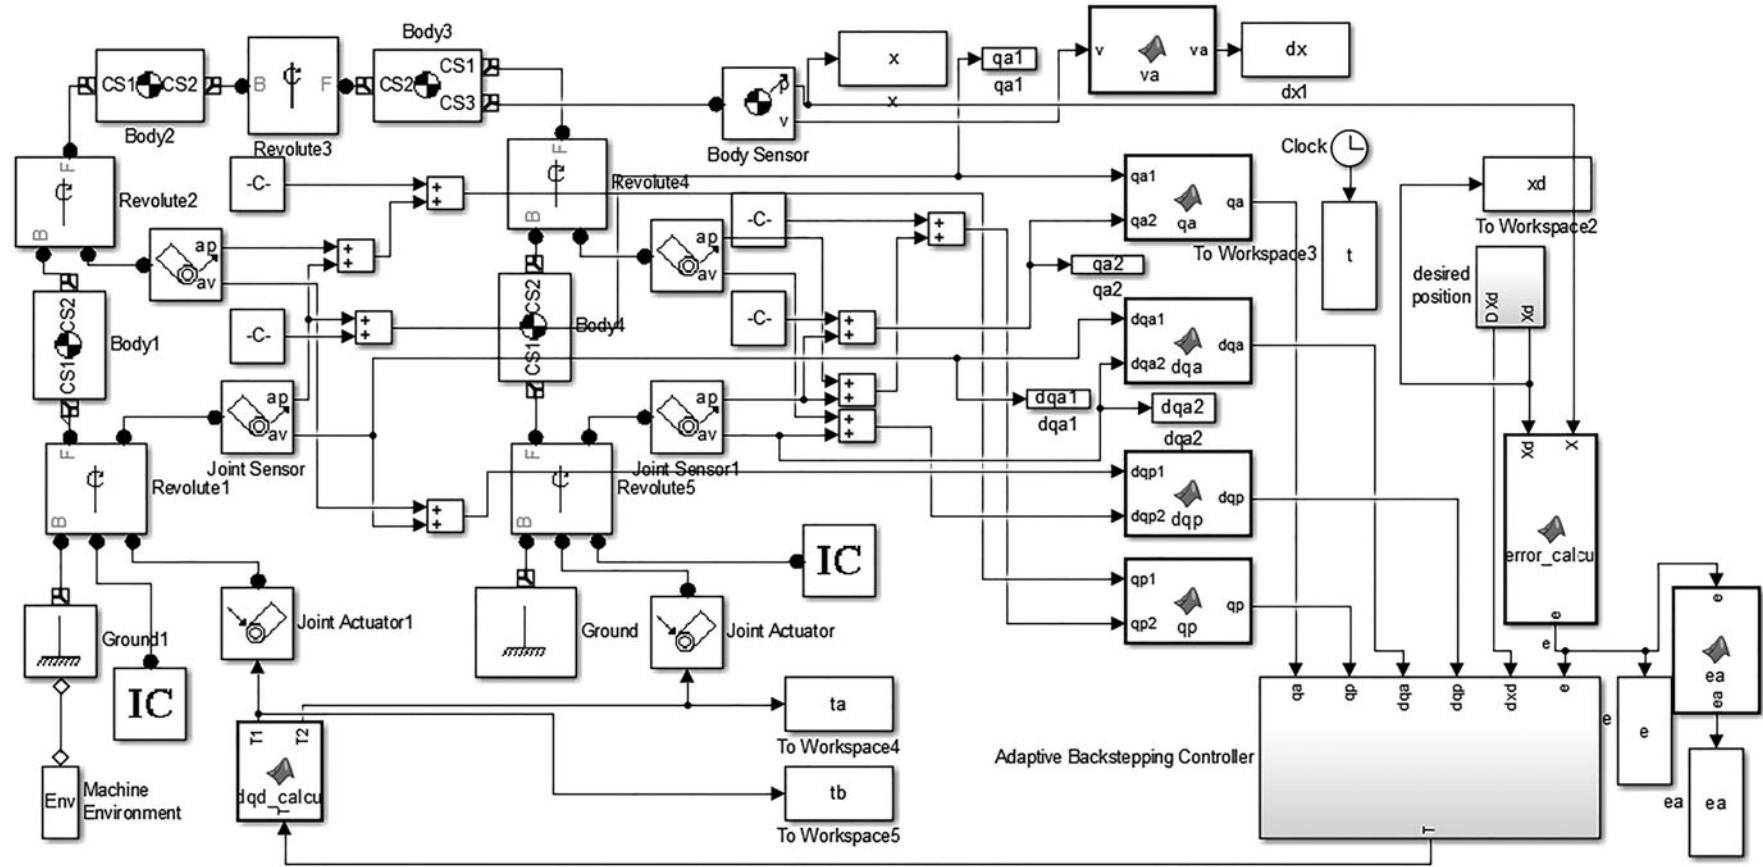 Body3
CS1 CS2
Body2
B F
Revolute3
CS2 CS1
CS3
p
v
Body Sensor
x
x
qa1
qa1
v va
va
dx
dx1
Clock
t
To Workspace3
xd
To Workspace2
desired
position
DXd Xd
F
B
Revolute2
-C-
+
+
ap
av
+
+
-C-
+
+
CS2
CS1
Body1
F
B
Revolute4
CS2
CS1
Body4
-C-
+
+
ap
av
-C-
+
+
+
+
+
+
qa1
qa2
qa
qa
qa2
qa2
dqa1
dqa2
dqa
dqa
dqa1
dqa1
dqa2
dqa2
ap
av
Joint Sensor
F
B
Revolute1
+
+
ap
av
Joint Sensor1
F
B
Revolute5
dqp1
dqp2
dqp
dqp
qp1
qp2
qp
qp
Xd X
error_calcu
e
e
e
ea
ea
Ground1
IC
Joint Actuator1
Ground
Joint Actuator
IC
Env
Machine
Environment
T1 T2
dqd_calcu
T
ta
To Workspace4
tb
To Workspace5
Adaptive Backstepping Controller
qa qp dqa dqp dxd e
T
e
e
ea
ea